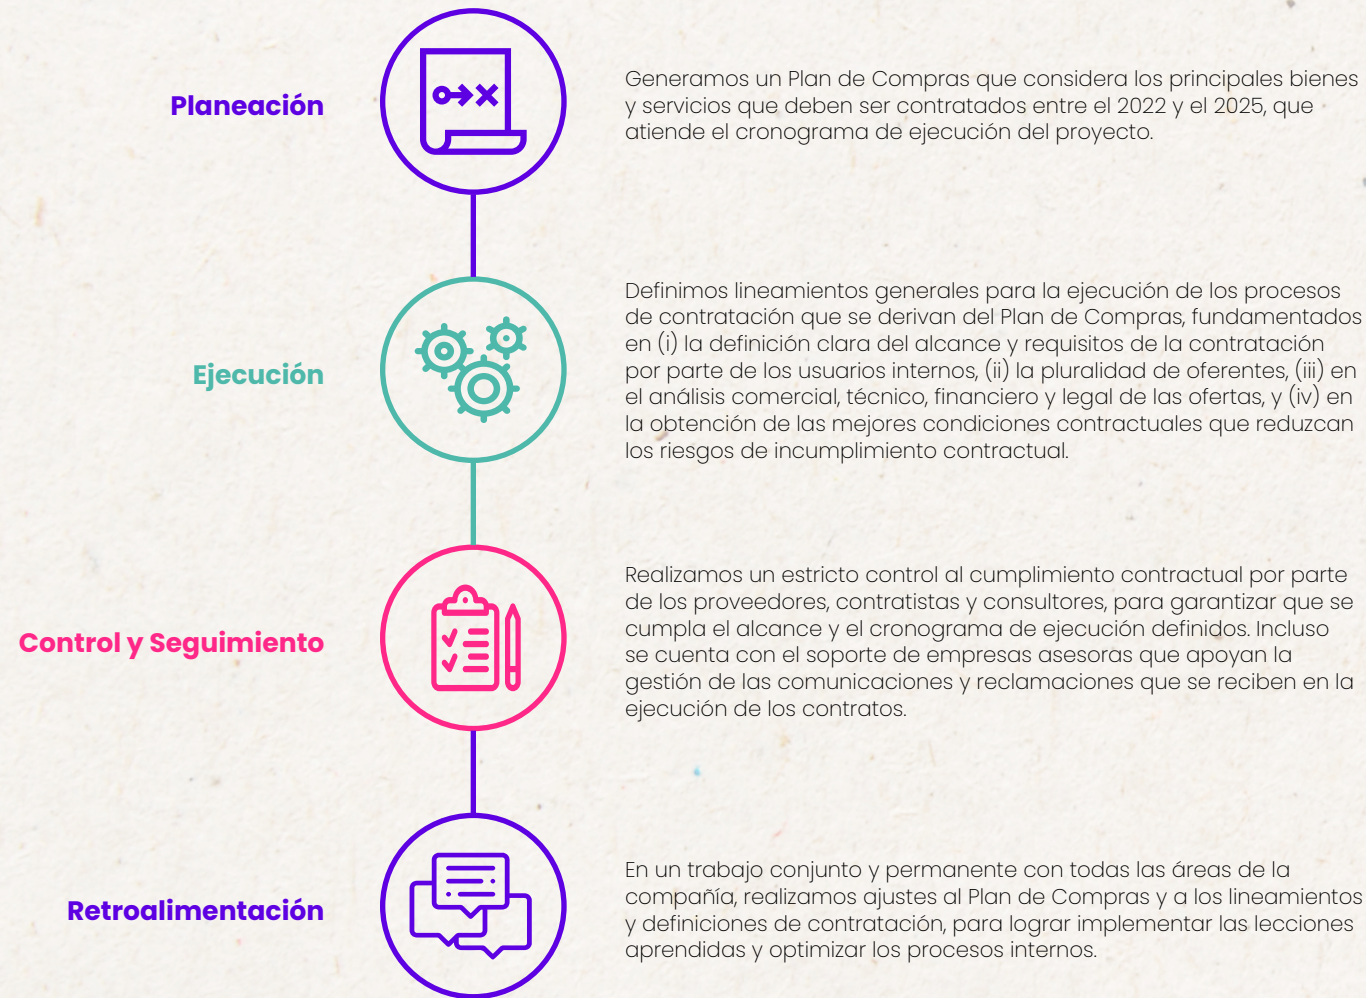 Planeación
Generamos un Plan de Compras que considera los principales bienes
y servicios que deben ser contratados entre el 2022 y el 2025, que
atiende el cronograma de ejecución del proyecto.
Ejecución
Definimos lineamientos generales para la ejecución de los procesos
de contratación que se derivan del Plan de Compras, fundamentados
en (i) la definición clara del alcance y requisitos de la contratación
por parte de los usuarios internos, (ii) la pluralidad de oferentes, (iii) en
el análisis comercial, técnico, financiero y legal de las ofertas, y (iv) en
la obtención de las mejores condiciones contractuales que reduzcan
los riesgos de incumplimiento contractual.
Control y Seguimiento
Realizamos un estricto control al cumplimiento contractual por parte
de los proveedores, contratistas y consultores, para garantizar que se
cumpla el alcance y el cronograma de ejecución definidos. Incluso
se cuenta con el soporte de empresas asesoras que apoyan la
gestión de las comunicaciones y reclamaciones que se reciben en la
ejecución de los contratos.
Retroalimentación
En un trabajo conjunto y permanente con todas las áreas de la
compañía, realizamos ajustes al Plan de Compras y a los lineamientos
y definiciones de contratación, para lograr implementar las lecciones
aprendidas y optimizar los procesos internos.